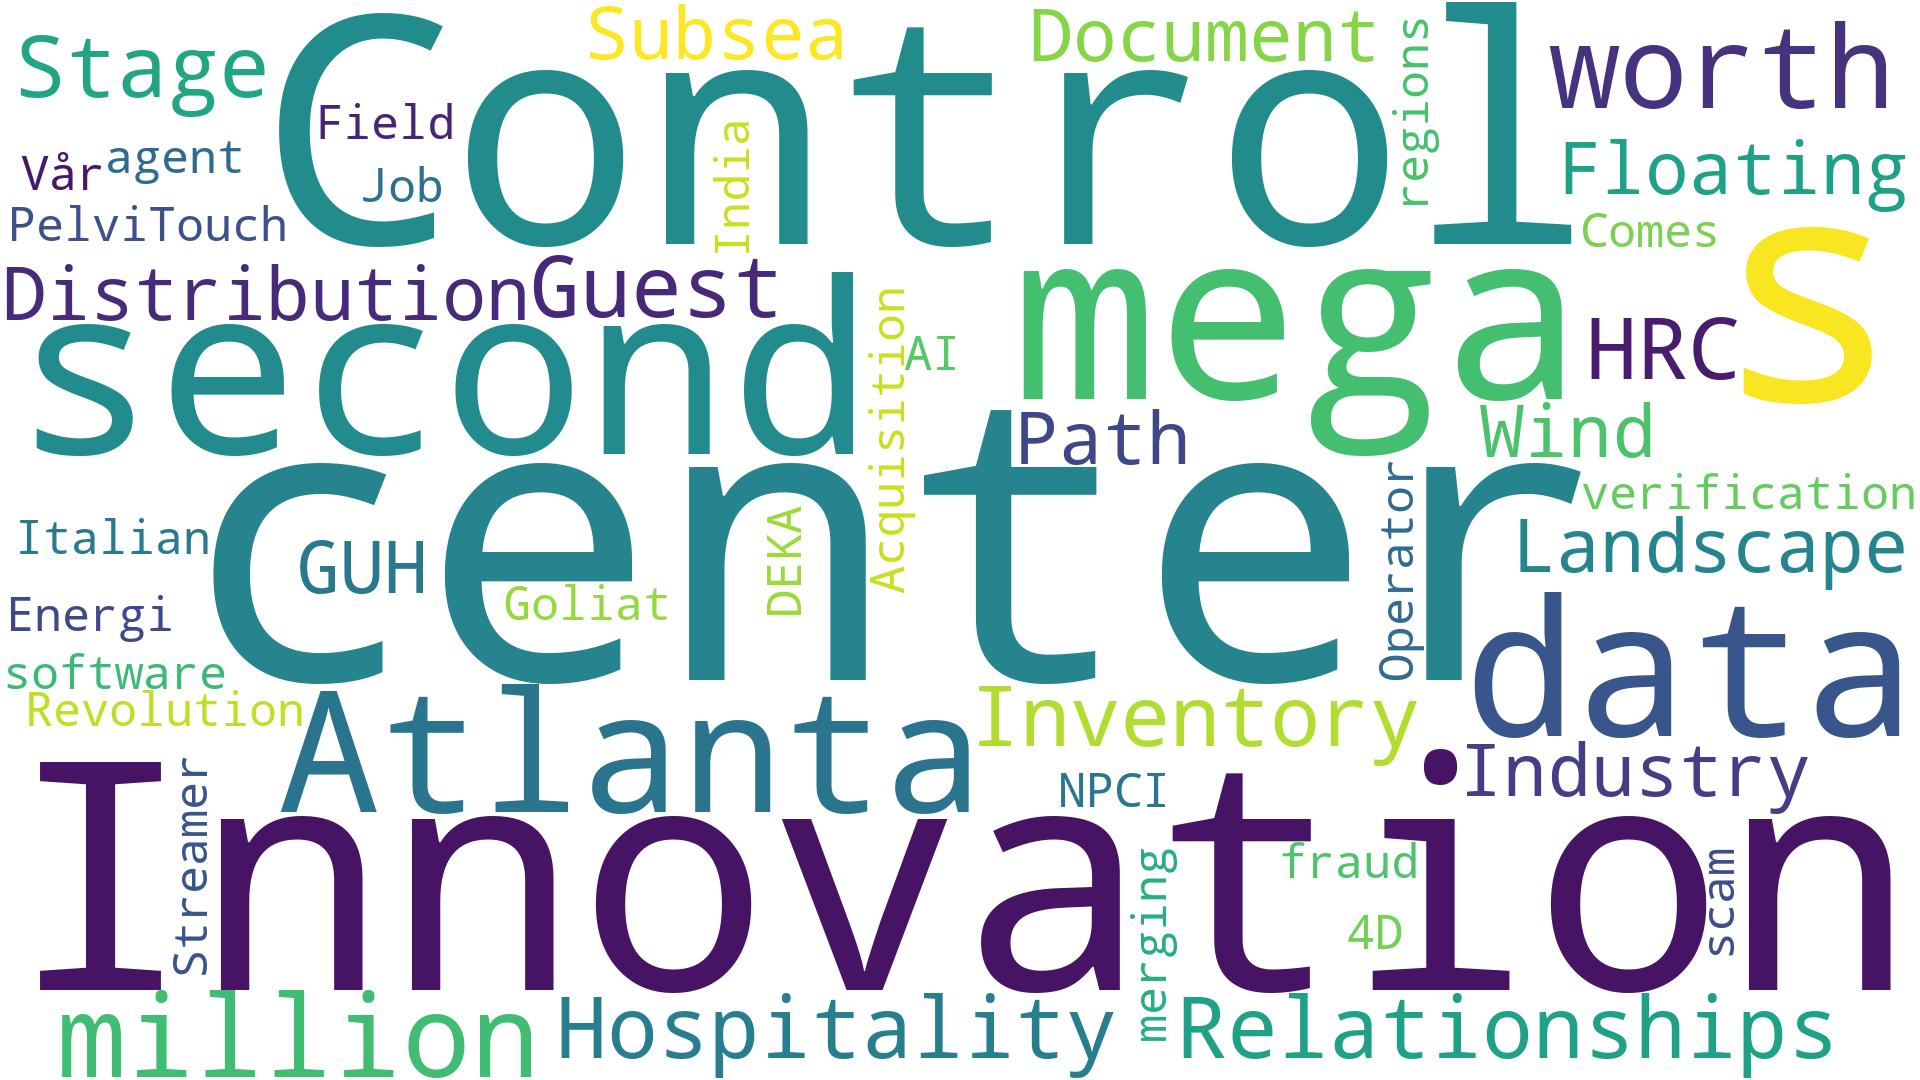 Stage
Control
Subsea
Document
regions
worth
Field
India
Vår
agent
Job
Floating
PelviTouch
Comes
S
Distribution
Guest
second
mega
HRC
Acquisition
AI
Path
Wind
center
Operator
verification
Italian
GUH
DEKA
Landscape
Goliat
Energi
data
software
Revolution
Atlanta
Inventory
Industry
NPCI
Innovation
Streamer
merging
fraud
scam
4D
million
Hospitality
Relationships